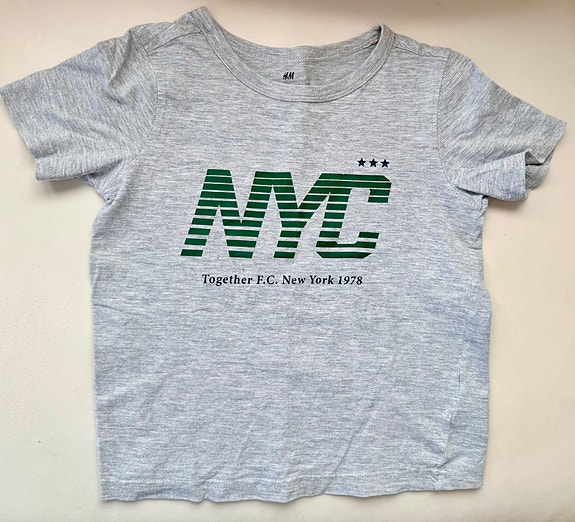 H&M
★★★
NYC
Together F.C. New York 1978